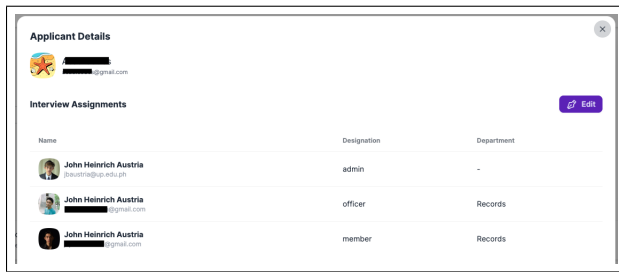 Applicant Details
@gmail.com
Interview Assignments
Edit
Name Designation Department
John Heinrich Austria
jbaustria@up.edu.ph
admin -
John Heinrich Austria
@gmail.com
officer Records
John Heinrich Austria
@gmail.com
member Records